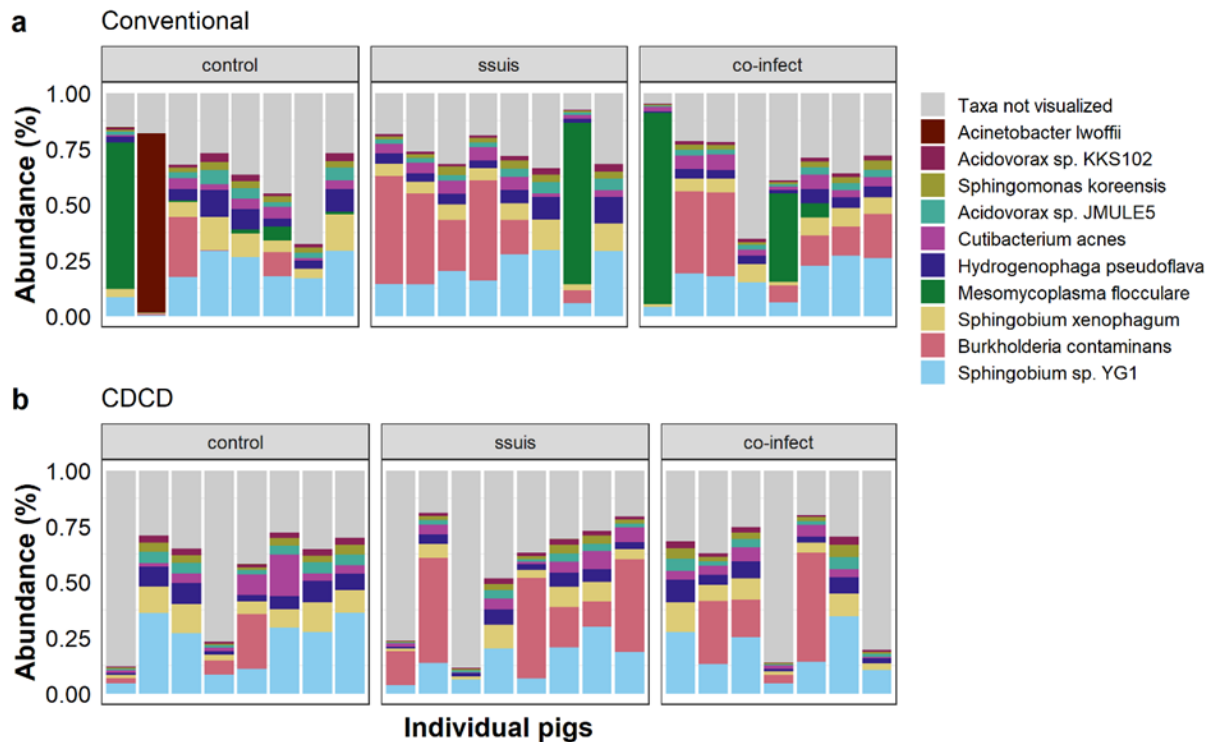 a Conventional
control ssuis co-infect
Abundance (%)
1.00
0.75
0.50
0.25
0.00
Taxa not visualized
Acinetobacter lwoffii
Acidovorax sp. KKS102
Sphingomonas koreensis
Acidovorax sp. JMULE5
Cutibacterium acnes
Hydrogenophaga pseudoflava
Mesomycoplasma flocculare
Sphingobium xenophagum
Burkholderia contaminans
Sphingobium sp. YG1
b CDCD
control ssuis co-infect
Abundance (%)
1.00
0.75
0.50
0.25
0.00
Individual pigs